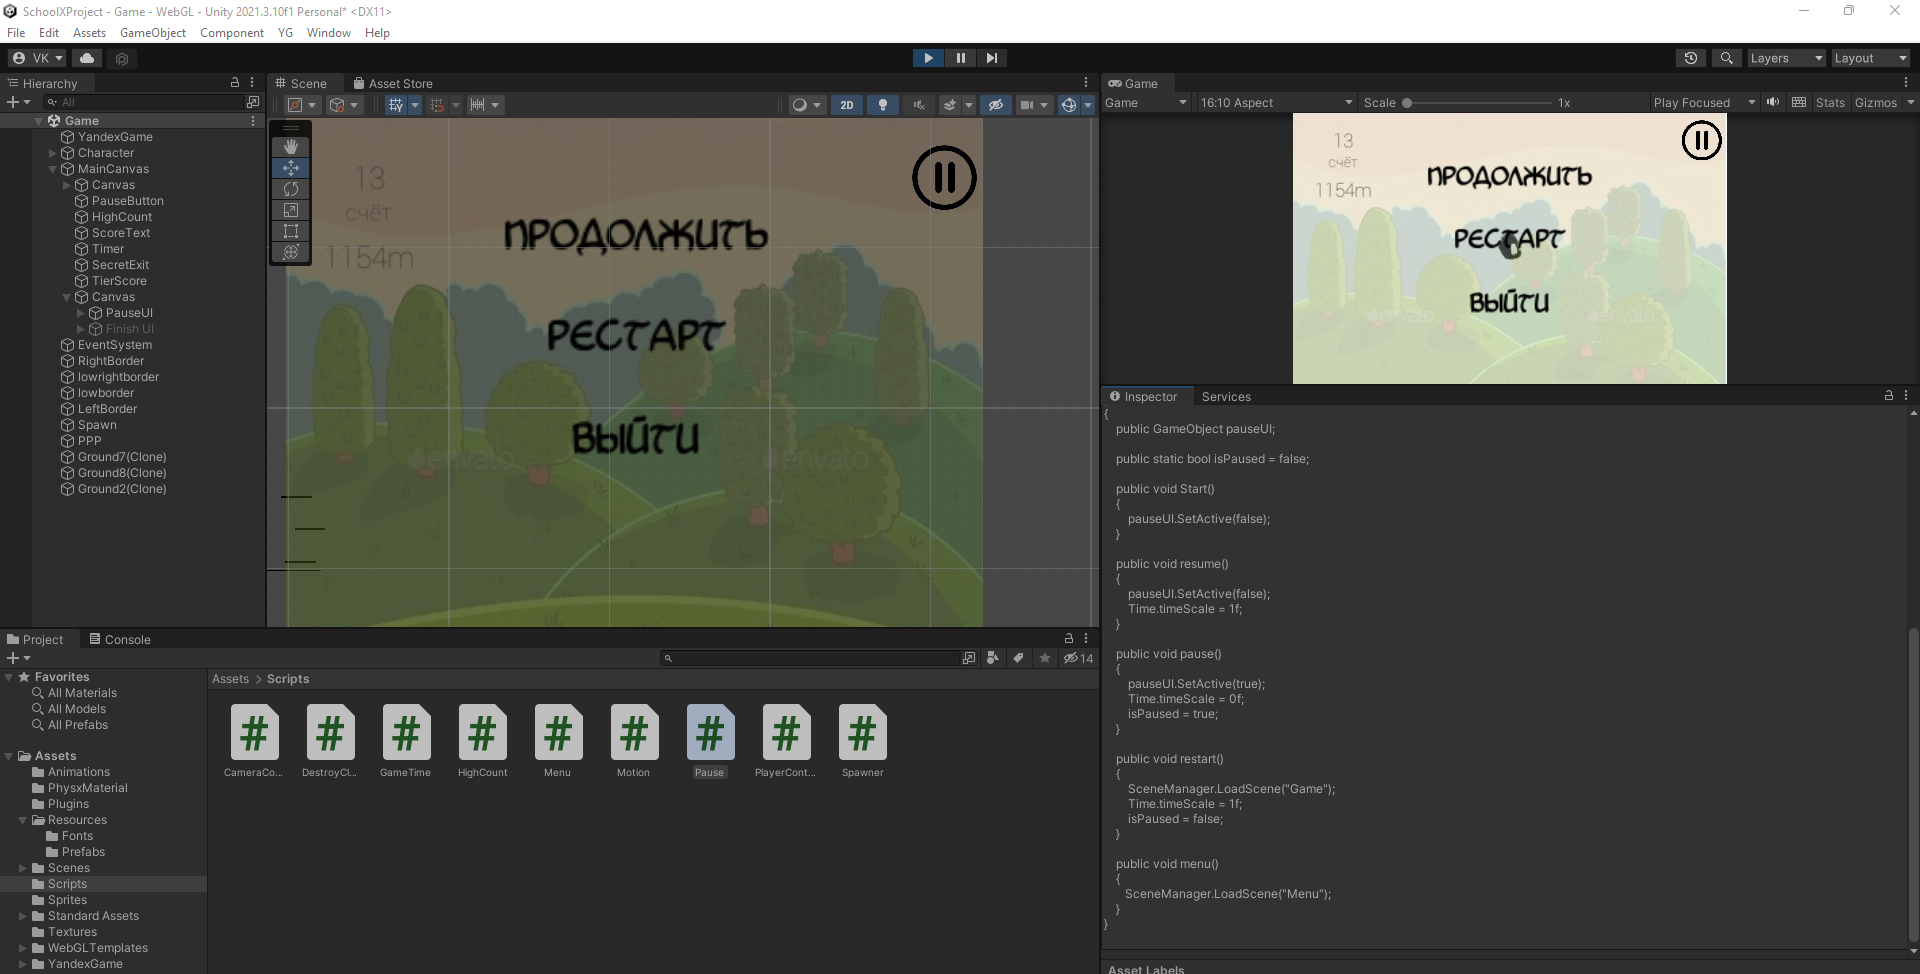 SchoolXProject - Game - WebGL - Unity 2021.3.10f1 Personal* <DX11>
File Edit Assets GameObject Component YG Window Help
VK
Layers Layout
Hierarchy
All
Game
YandexGame
Character
MainCanvas
Canvas
PauseButton
HighCount
ScoreText
Timer
SecretExit
TierScore
Canvas
PauseUI
Finish UI
EventSystem
RightBorder
lowrightborder
lowborder
LeftBorder
Spawn
PPP
Ground7(Clone)
Ground8(Clone)
Ground2(Clone)
Scene Asset Store
2D
13
счёт
1154m
ПРОДОЛЖИТЬ
РЕСТАРТ
ВЫЙТИ
envato envato
Game
Game 16:10 Aspect Scale 1x Play Focused Stats Gizmos
13
счёт
1154m
ПРОДОЛЖИТЬ
РЕСТАРТ
ВЫЙТИ
envato envato
Inspector Services
{
public GameObject pauseUI;
public static bool isPaused = false;
public void Start()
{
pauseUI.SetActive(false);
}
public void resume()
{
pauseUI.SetActive(false);
Time.timeScale = 1f;
}
public void pause()
{
pauseUI.SetActive(true);
Time.timeScale = 0f;
isPaused = true;
}
public void restart()
{
SceneManager.LoadScene("Game");
Time.timeScale = 1f;
isPaused = false;
}
public void menu()
{
SceneManager.LoadScene("Menu");
}
}
Asset Labels
Project Console
14
Favorites
All Materials
All Models
All Prefabs
Assets
Animations
PhysxMaterial
Plugins
Resources
Fonts
Prefabs
Scenes
Scripts
Sprites
Standard Assets
Textures
WebGLTemplates
YandexGame
Assets > Scripts
# # # # # # # # #
CameraCo... DestroyCl... GameTime HighCount Menu Motion Pause PlayerCont... Spawner